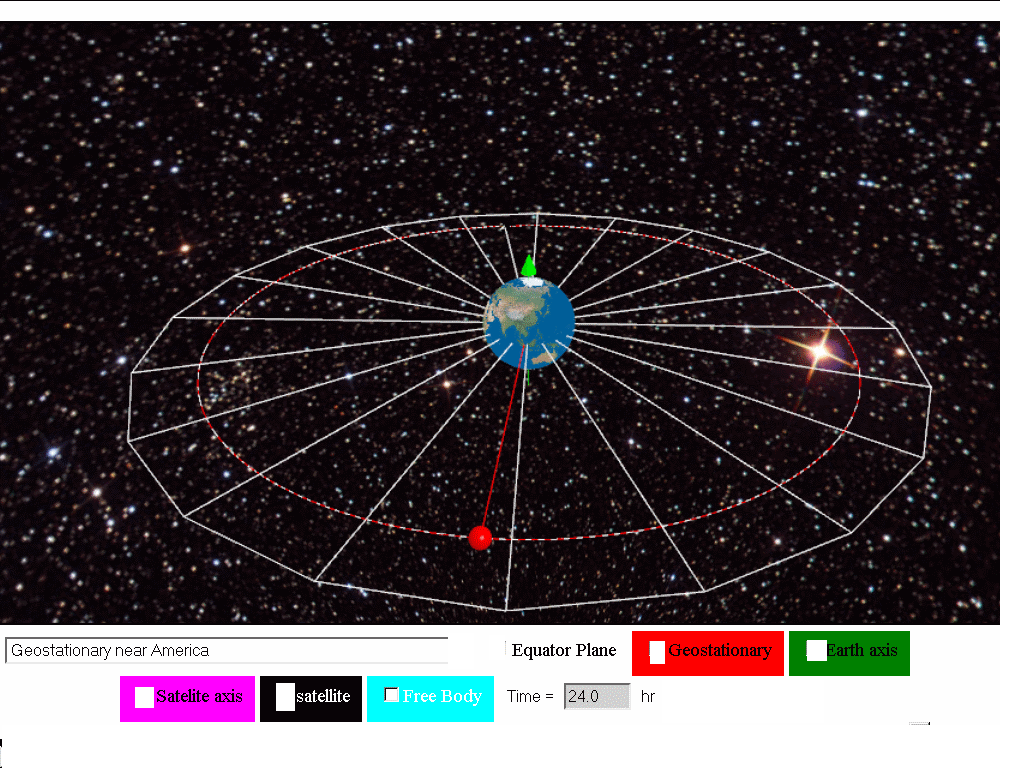 Geostationary near America
Equator Plane Geostationary Earth axis
Satelite axis satellite Free Body Time = 24.0 hr